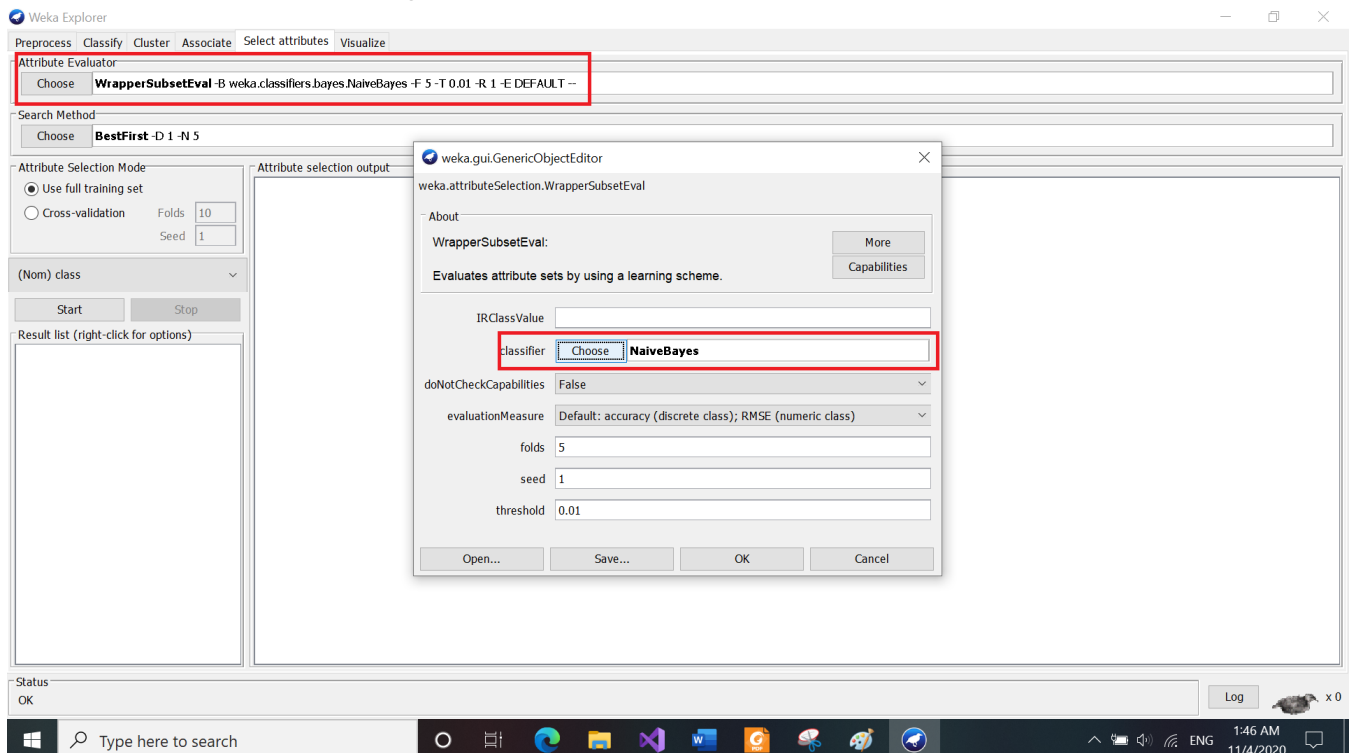 Weka Explorer
Preprocess Classify Cluster Associate Select attributes Visualize
Attribute Evaluator
Choose WrapperSubsetEval -B weka.classifiers.bayes.NaiveBayes -F 5 -T 0.01 -R 1 -E DEFAULT --
Search Method
Choose BestFirst -D 1 -N 5
Attribute Selection Mode
Use full training set
Cross-validation Folds 10
Seed 1
(Nom) class
Start Stop
Result list (right-click for options)
Attribute selection output
weka.gui.GenericObjectEditor
weka.attributeSelection.WrapperSubsetEval
About
WrapperSubsetEval:
More
Evaluates attribute sets by using a learning scheme.
Capabilities
IRClassValue
classifier Choose NaiveBayes
doNotCheckCapabilities False
evaluationMeasure Default: accuracy (discrete class); RMSE (numeric class)
folds 5
seed 1
threshold 0.01
Open... Save... OK Cancel
Status
OK
Log x 0
Type here to search
ENG
1:46 AM
11/4/2020